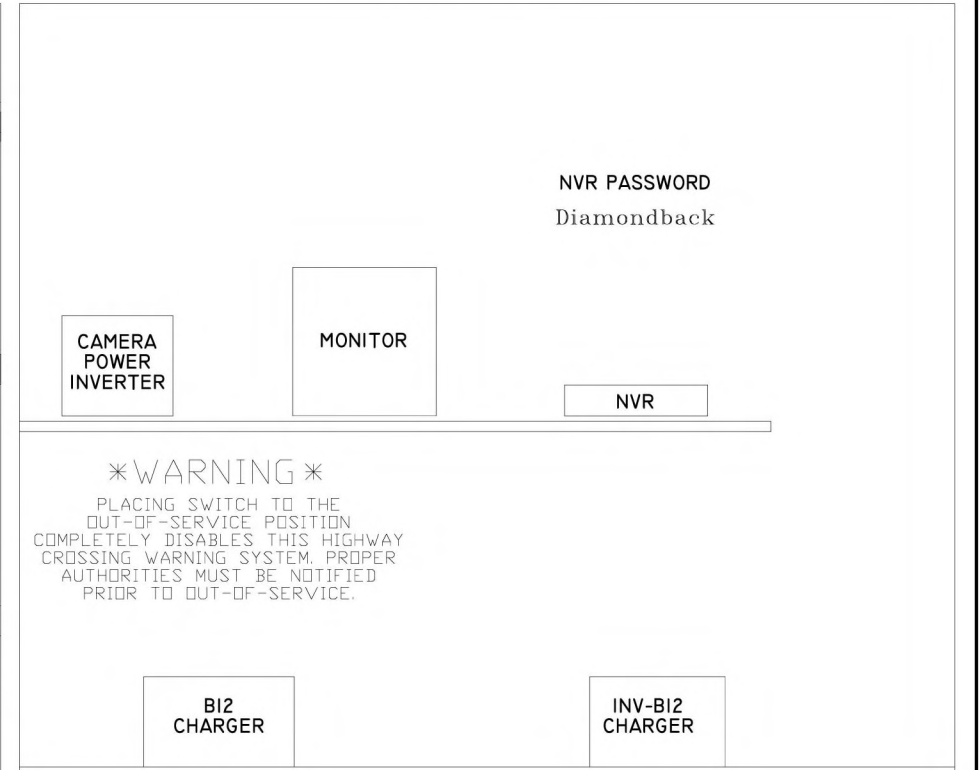 NVR PASSWORD
Diamondback
CAMERA
POWER
INVERTER
MONITOR
NVR
*WARNING*
PLACING SWITCH TO THE
OUT-OF-SERVICE POSITION
COMPLETELY DISABLES THIS HIGHWAY
CROSSING WARNING SYSTEM. PROPER
AUTHORITIES MUST BE NOTIFIED
PRIOR TO OUT-OF-SERVICE.
B12
CHARGER
INV-B12
CHARGER